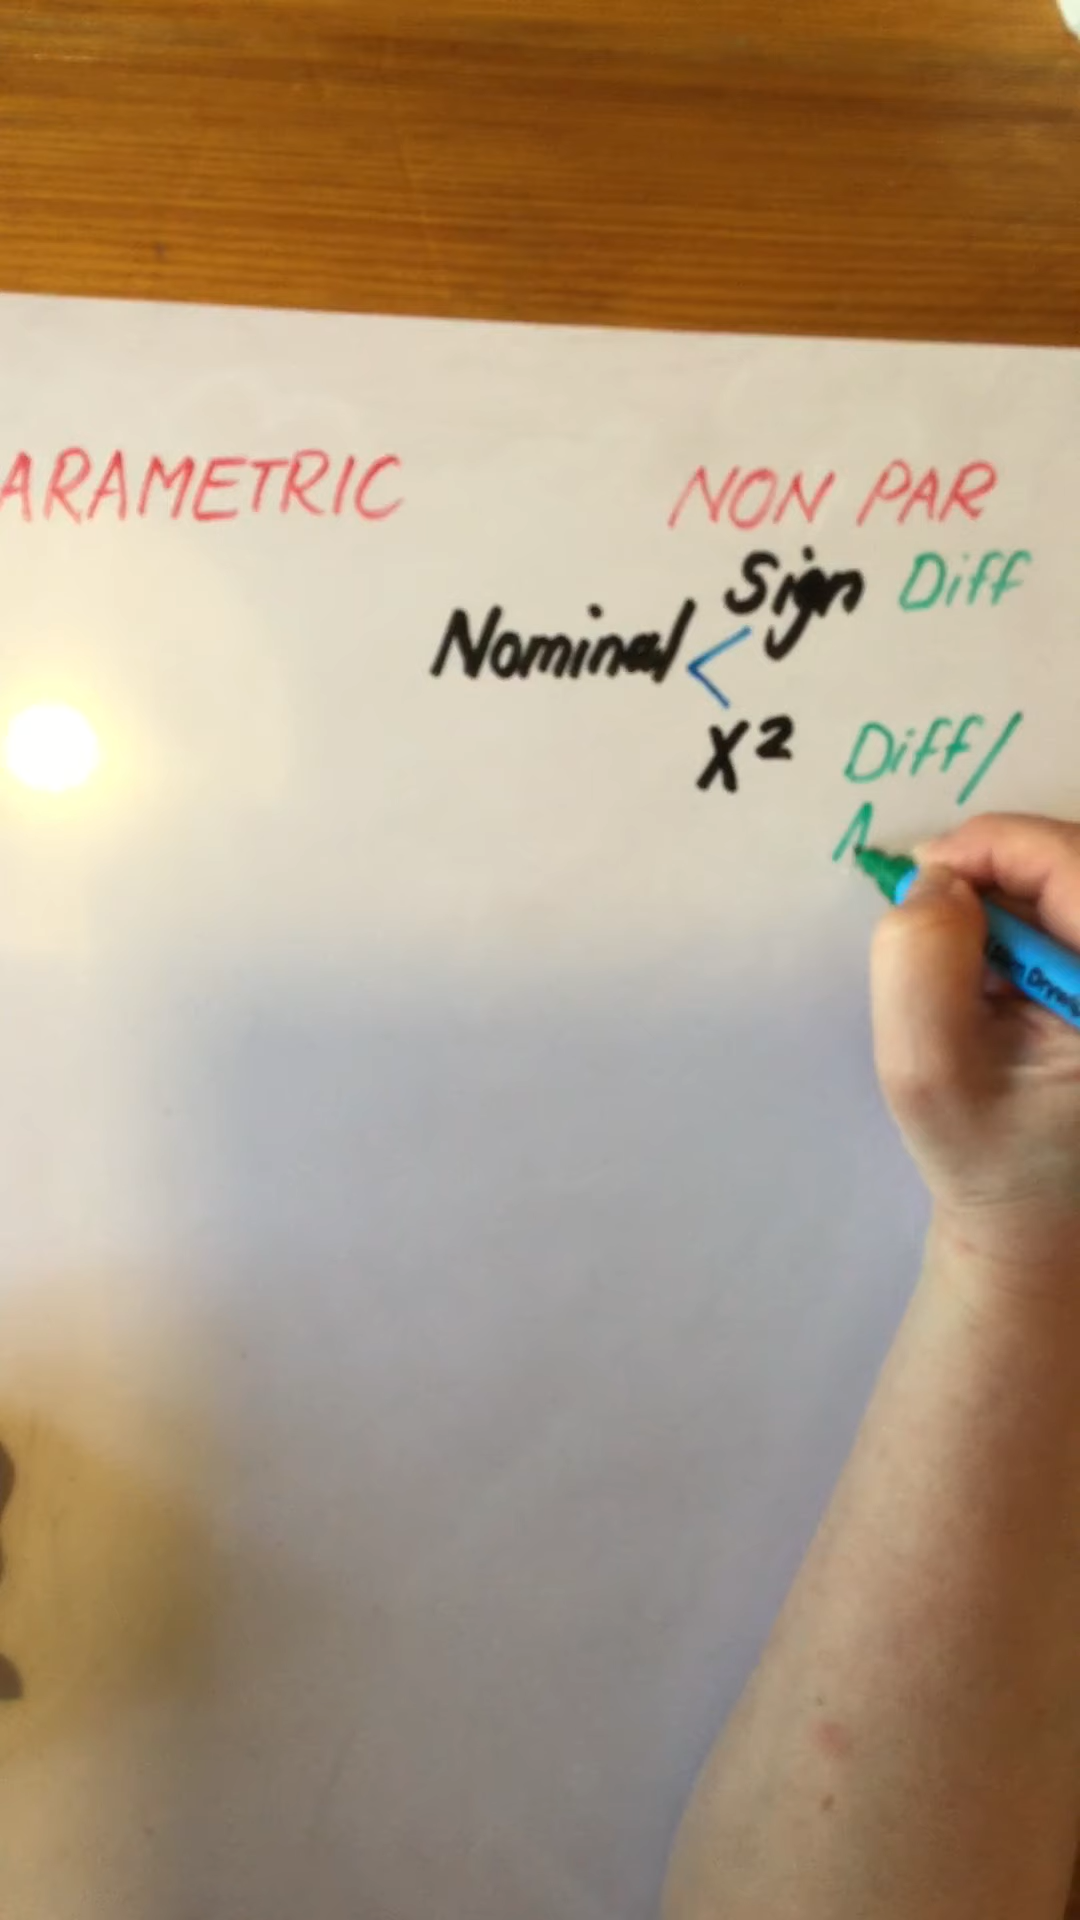 ARAMETRIC NON PAR
Sign Diff
Nominal
X² Diff/
A